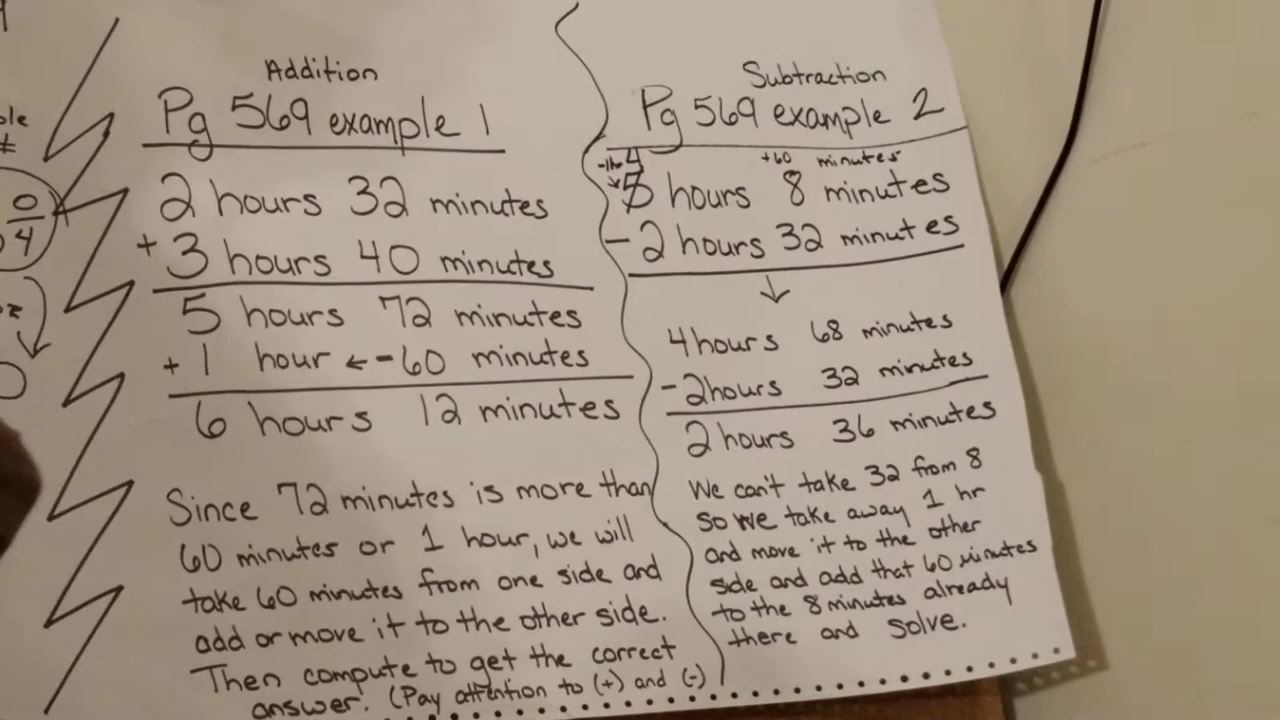 Addition
Pg 569 example 1
2 hours 32 minutes
+ 3 hours 40 minutes
5 hours 72 minutes
+ 1 hour ← -60 minutes
6 hours 12 minutes
Since 72 minutes is more than
60 minutes or 1 hour, we will
take 60 minutes from one side and
add or move it to the other side.
Then compute to get the correct
answer. (Pay attention to (+) and (-)
Subtraction
Pg 569 example 2
-1hr 4 +60 minutes
5 hours 8 minutes
- 2 hours 32 minutes
↓
4 hours 68 minutes
- 2 hours 32 minutes
2 hours 36 minutes
We can't take 32 from 8
so we take away 1 hr
and move it to the other
side and add that 60 minutes
to the 8 minutes already
there and solve.
#
0
4